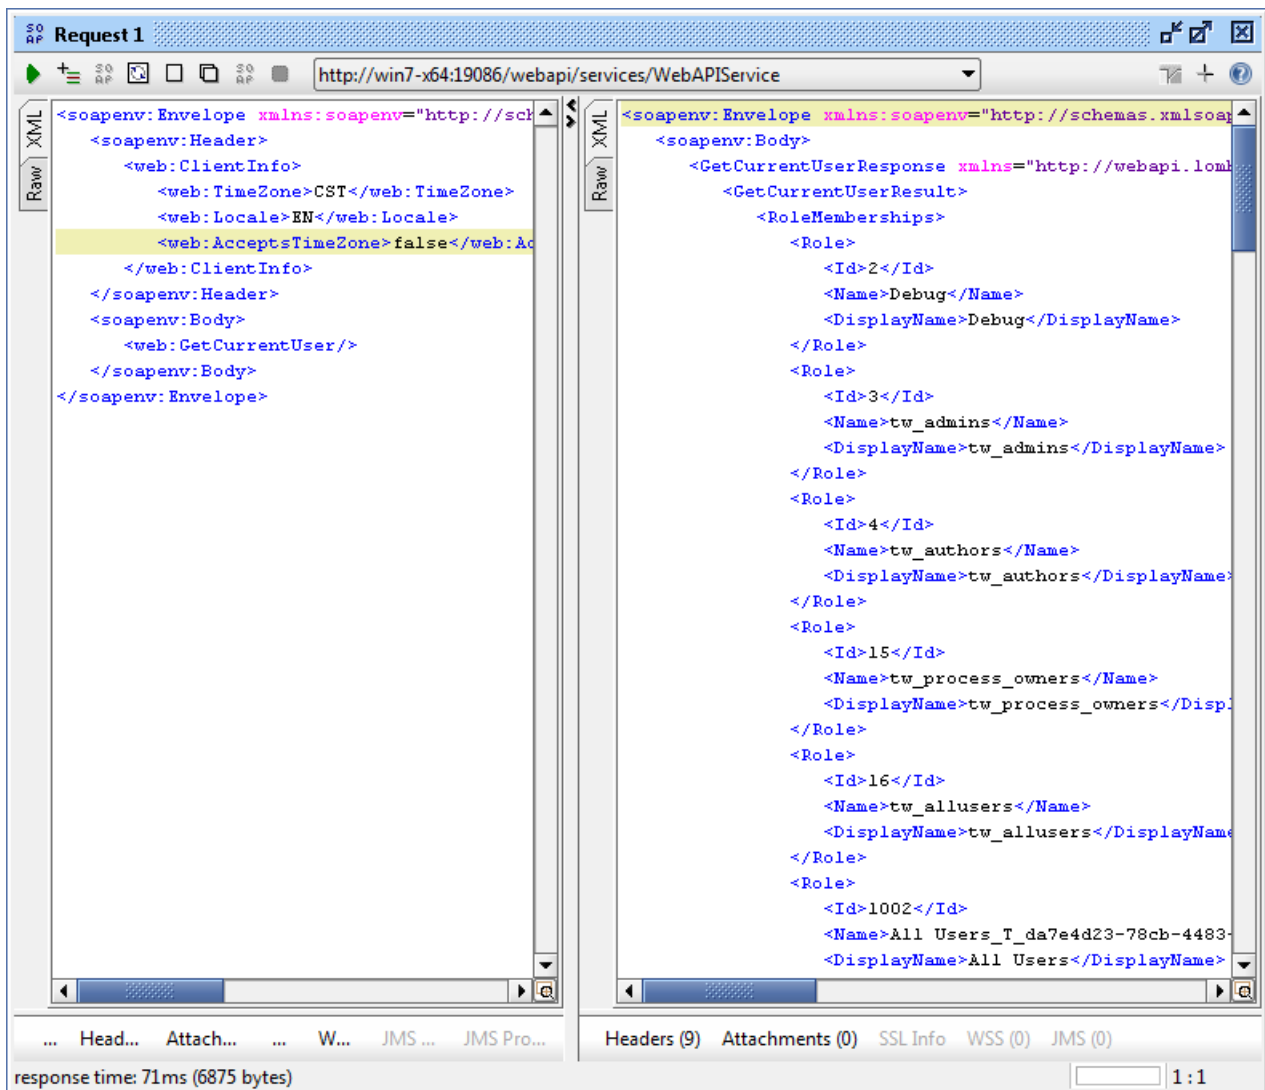 SO AP Request 1
SO AP SO AP http://win7-x64:19086/webapi/services/WebAPIService
XML
Raw
<soapenv:Envelope xmlns:soapenv="http://sch
<soapenv:Header>
<web:ClientInfo>
<web:TimeZone>CST</web:TimeZone>
<web:Locale>EN</web:Locale>
<web:AcceptsTimeZone>false</web:Ac
</web:ClientInfo>
</soapenv:Header>
<soapenv:Body>
<web:GetCurrentUser/>
</soapenv:Body>
</soapenv:Envelope>
... Head... Attach... ... W... JMS ... JMS Pro...
XML
Raw
<soapenv:Envelope xmlns:soapenv="http://schemas.xmlsoap
<soapenv:Body>
<GetCurrentUserResponse xmlns="http://webapi.lomb
<GetCurrentUserResult>
<RoleMemberships>
<Role>
<Id>2</Id>
<Name>Debug</Name>
<DisplayName>Debug</DisplayName>
</Role>
<Role>
<Id>3</Id>
<Name>tw_admins</Name>
<DisplayName>tw_admins</DisplayName>
</Role>
<Role>
<Id>4</Id>
<Name>tw_authors</Name>
<DisplayName>tw_authors</DisplayName>
</Role>
<Role>
<Id>15</Id>
<Name>tw_process_owners</Name>
<DisplayName>tw_process_owners</Displ
</Role>
<Role>
<Id>16</Id>
<Name>tw_allusers</Name>
<DisplayName>tw_allusers</DisplayName
</Role>
<Role>
<Id>1002</Id>
<Name>All Users_T_da7e4d23-78cb-4483-
<DisplayName>All Users</DisplayName>
Headers (9) Attachments (0) SSL Info WSS (0) JMS (0)
response time: 71ms (6875 bytes) 1 : 1